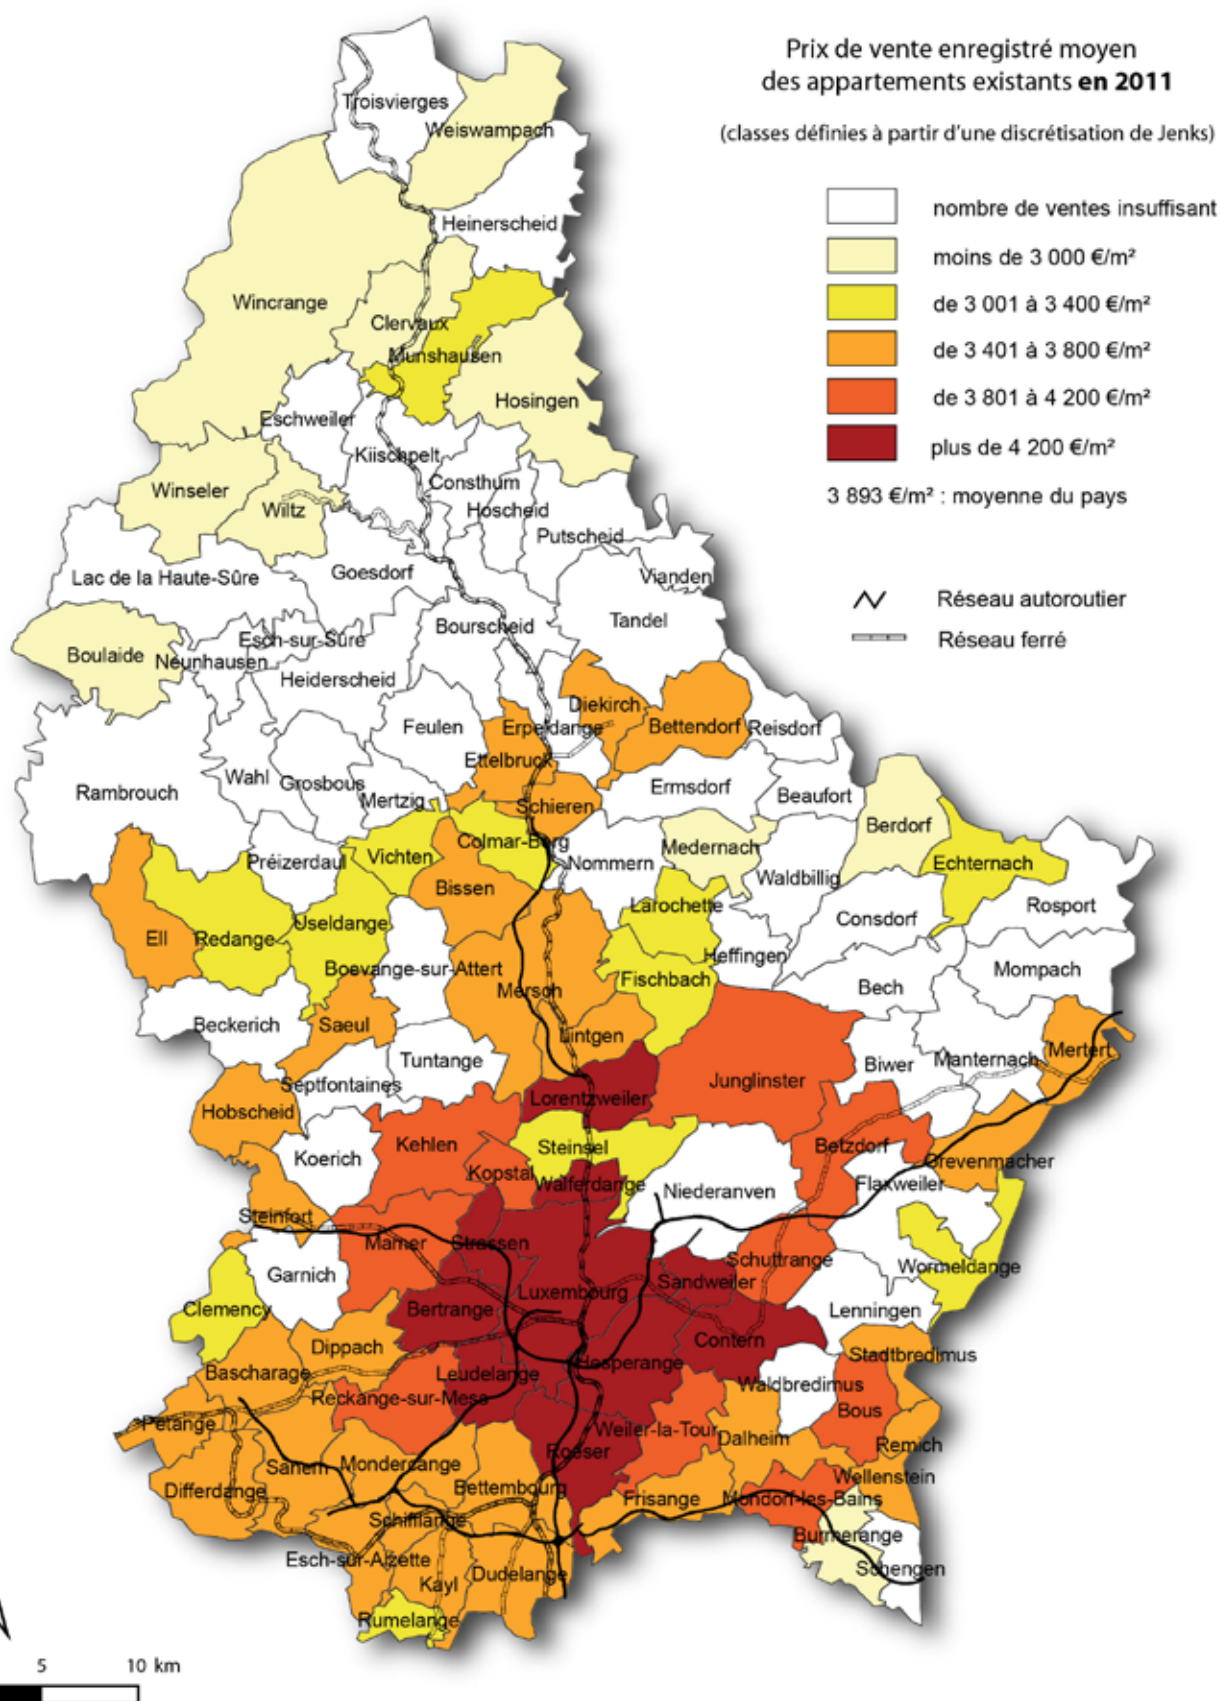 Prix de vente enregistré moyen
des appartements existants en 2011
(classes définies à partir d'une discrétisation de Jenks)
nombre de ventes insuffisant
moins de 3 000 €/m²
de 3 001 à 3 400 €/m²
de 3 401 à 3 800 €/m²
de 3 801 à 4 200 €/m²
plus de 4 200 €/m²
3 893 €/m² : moyenne du pays
Réseau autoroutier
Réseau ferré
Troisvierges
Weiswampach
Heinerscheid
Wincrange
Clervaux
Munshausen
Hosingen
Eschweiler
Kiischpelt
Consthum
Winseler
Wiltz
Hoscheid
Putscheid
Lac de la Haute-Sûre
Goesdorf
Vianden
Tandel
Bourscheid
Esch-sur-Sûre
Boulaide
Neunhausen
Heiderscheid
Diekirch
Feulen
Erpeldange
Bettendorf
Reisdorf
Ettelbruck
Wahl
Grosbous
Rambrouch
Mertzig
Ermsdorf
Beaufort
Schieren
Berdorf
Colmar-Berg
Medernach
Vichten
Préizerdaul
Nommern
Echternach
Waldbillig
Bissen
Larochette
Rosport
Consdorf
Useldange
Ell
Redange
Heffingen
Boevange-sur-Attert
Mompach
Fischbach
Bech
Mersch
Beckerich
Saeul
Lintgen
Mertert
Tuntange
Biwer
Manternach
Septfontaines
Junglinster
Lorentzweiler
Hobscheid
Kehlen
Steinsel
Betzdorf
Koerich
Grevenmacher
Kopstal
Walferdange
Niederanven
Flaxweiler
Steinfort
Mamer
Strassen
Schuttrange
Wormeldange
Garnich
Sandweiler
Luxembourg
Clemency
Bertrange
Lenningen
Contern
Dippach
Stadtbredimus
Hesperange
Bascharage
Leudelange
Waldbredimus
Reckange-sur-Mess
Bous
Pétange
Weiler-la-Tour
Dalheim
Remich
Roeser
Sanem
Mondercange
Wellenstein
Differdange
Bettembourg
Frisange
Mondorf-les-Bains
Schifflange
Burmerange
Esch-sur-Alzette
Schengen
Dudelange
Kayl
Rumelange
5
10 km